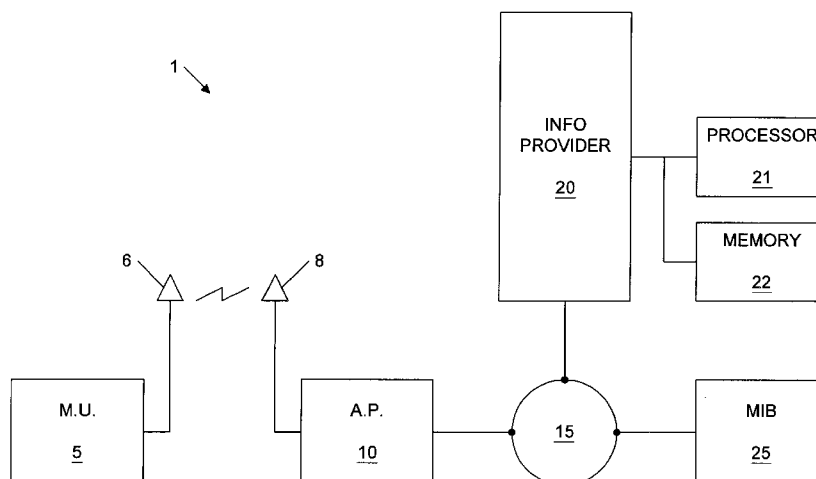 1
INFO
PROVIDER
20
PROCESSOR
21
MEMORY
22
6
8
M.U.
5
A.P.
10
15
MIB
25